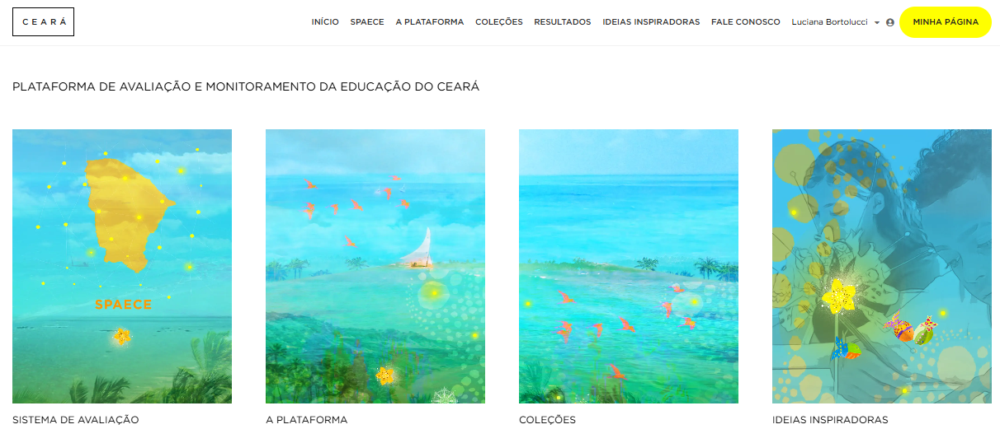 CEARÁ
INÍCIO SPAECE A PLATAFORMA COLEÇÕES RESULTADOS IDEIAS INSPIRADORAS FALE CONOSCO Luciana Bortolucci MINHA PÁGINA
PLATAFORMA DE AVALIAÇÃO E MONITORAMENTO DA EDUCAÇÃO DO CEARÁ
SPAECE
SISTEMA DE AVALIAÇÃO
A PLATAFORMA
COLEÇÕES
IDEIAS INSPIRADORAS